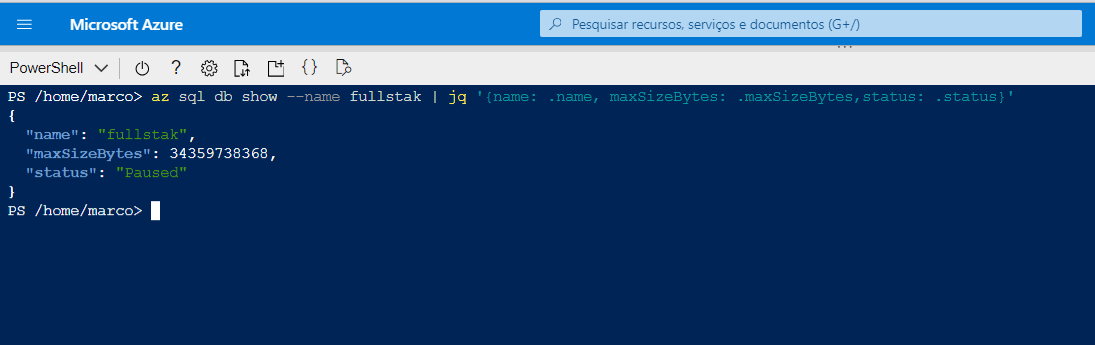 Microsoft Azure
Pesquisar recursos, serviços e documentos (G+/)
PowerShell
PS /home/marco> az sql db show --name fullstak | jq '{name: .name, maxSizeBytes: .maxSizeBytes,status: .status}'
{
  "name": "fullstak",
  "maxSizeBytes": 34359738368,
  "status": "Paused"
}
PS /home/marco>